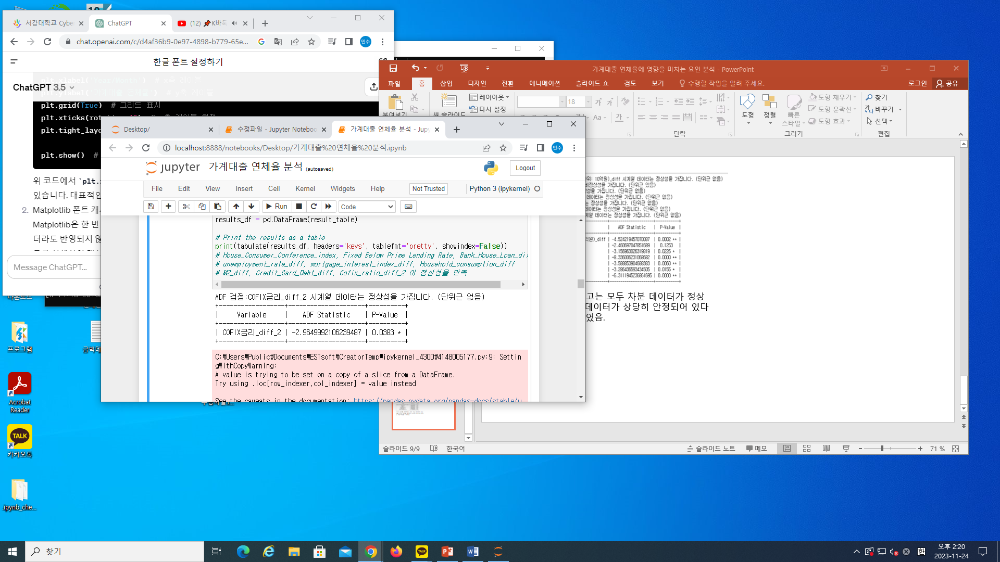 서강대학교 Cyber
ChatGPT
(12) 📌K바둑
chat.openai.com/c/d4af36b9-0e97-4898-b779-65e...
민수
한글 폰트 설정하기
ChatGPT 3.5
plt.grid(True)  # 그리드 표시
plt.show()  #
위 코드에서 `plt.s
있습니다. 대표적인
2. Matplotlib 폰트 캐시
Matplotlib은 한 번
더라도 반영되지 않
Message ChatGPT...
Desktop/
수정파일 - Jupyter Noteboo
가계대출 연체율 분석 - Jupy
localhost:8888/notebooks/Desktop/가계대출%20연체율%20분석.ipynb
민수
jupyter 가계대출 연체율 분석 (autosaved)
Logout
File Edit View Insert Cell Kernel Widgets Help
Not Trusted
Python 3 (ipykernel)
Run
Code
results_df = pd.DataFrame(result_table)
# Print the results as a table
print(tabulate(results_df, headers='keys', tablefmt='pretty', showindex=False))
# House_Consumer_Conference_index, Fixed Below Prime Lending Rate, Bank_House_Loan_di
# unemployment_rate_diff, mortgage_interest_index_diff, Household_consumption_diff
# M2_diff, Credit_Card_Debt_diff, Cofix_ratio_diff_2 이 정상성을 만족
ADF 검정:COFIX금리_diff_2 시계열 데이터는 정상성을 가집니다. (단위근 없음)
+------------------+---------------------+----------+
| Variable | ADF Statistic | P-Value |
+------------------+---------------------+----------+
| COFIX금리_diff_2 | -2.9649992106239487 | 0.0383 * |
+------------------+---------------------+----------+
C:\Users\Public\Documents\ESTsoft\CreatorTemp\ipykernel_4300\4148005177.py:9: Settin
gWithCopyWarning:
A value is trying to be set on a copy of a slice from a DataFrame.
Try using .loc[row_indexer,col_indexer] = value instead
See the caveats in the documentation: https://pandas.pydata.org/pandas-docs/stable/u
가계대출 연체율에 영향을 미치는 요인 분석 - PowerPoint
파일 홈 삽입 디자인 전환 애니메이션 슬라이드 쇼 검토 보기 수행할 작업을 알려 주세요.
로그인 공유
붙여넣기
새 슬라이드
레이아웃
다시 설정
18
단락
도형
정렬
빠른 스타일
도형 채우기
도형 윤곽선
도형 효과
그리기
찾기
바꾸기
선택
편집
위: 10억원)_diff 시계열 데이터는 정상성을 가집니다. (단위근 없음)
비정상성을 가집니다. (단위근 있음)
상성을 가집니다. (단위근 없음)
데이터는 정상성을 가집니다. (단위근 없음)
는 정상성을 가집니다. (단위근 없음)
데이터는 정상성을 가집니다. (단위근 없음)
계열 데이터는 정상성을 가집니다. (단위근 없음)
| ADF Statistic | P-Value |
억원)_diff | -4.524219457070087 | 0.0002 ** |
| -2.460697047851689 | 0.1253 |
| -3.156963026319819 | 0.0226 * |
| -8.336006231068682 | 0.0000 ** |
| -3.588853904688383 | 0.0060 ** |
| -3.286436593434505 | 0.0155 * |
| -6.3111945236861695 | 0.0000 ** |
고는 모두 차분 데이터가 정상
데이터가 상당히 안정되어 있다
었음.
슬라이드 9/9
한국어
슬라이드 노트
메모
71 %
다운로드
프로그램
금빅데
Acrobat
Reader
TALK
카카오톡
.ipynb_che...
찾기
오후 2:20
2023-11-24